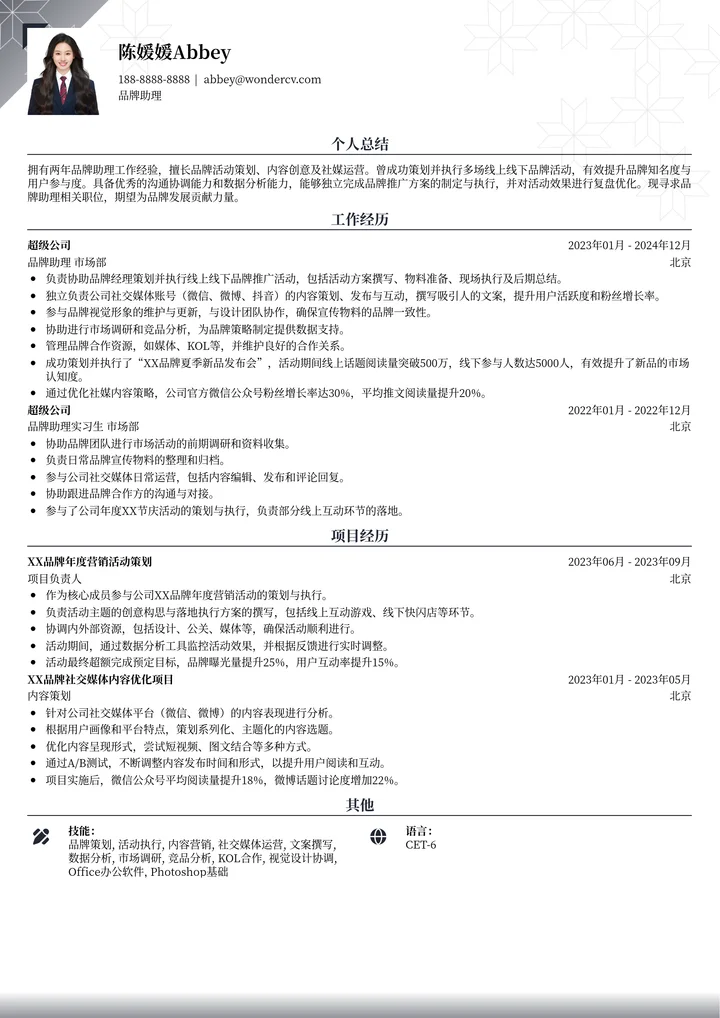 陈媛媛Abbey
188-8888-8888 | abbey@wondercv.com
品牌助理
个人总结
拥有两年品牌助理工作经验，擅长品牌活动策划、内容创意及社媒运营。曾成功策划并执行多场线上线下品牌活动，有效提升品牌知名度与
用户参与度。具备优秀的沟通协调能力和数据分析能力，能够独立完成品牌推广方案的制定与执行，并对活动效果进行复盘优化。现寻求品
牌助理相关职位，期望为品牌发展贡献力量。
工作经历
超级公司 2023年01月 - 2024年12月
品牌助理 市场部 北京
● 负责协助品牌经理策划并执行线上线下品牌推广活动，包括活动方案撰写、物料准备、现场执行及后期总结。
● 独立负责公司社交媒体账号（微信、微博、抖音）的内容策划、发布与互动，撰写吸引人的文案，提升用户活跃度和粉丝增长率。
● 参与品牌视觉形象的维护与更新，与设计团队协作，确保宣传物料的品牌一致性。
● 协助进行市场调研和竞品分析，为品牌策略制定提供数据支持。
● 管理品牌合作资源，如媒体、KOL等，并维护良好的合作关系。
● 成功策划并执行了“XX品牌夏季新品发布会”，活动期间线上话题阅读量突破500万，线下参与人数达5000人，有效提升了新品的市场
认知度。
● 通过优化社媒内容策略，公司官方微信公众号粉丝增长率达30%，平均推文阅读量提升20%。
超级公司 2022年01月 - 2022年12月
品牌助理实习生 市场部 北京
● 协助品牌团队进行市场活动的前期调研和资料收集。
● 负责日常品牌宣传物料的整理和归档。
● 参与公司社交媒体日常运营，包括内容编辑、发布和评论回复。
● 协助跟进品牌合作方的沟通与对接。
● 参与了公司年度XX节庆活动的策划与执行，负责部分线上互动环节的落地。
项目经历
XX品牌年度营销活动策划 2023年06月 - 2023年09月
项目负责人 北京
● 作为核心成员参与公司XX品牌年度营销活动的策划与执行。
● 负责活动主题的创意构思与落地执行方案的撰写，包括线上互动游戏、线下快闪店等环节。
● 协调内外部资源，包括设计、公关、媒体等，确保活动顺利进行。
● 活动期间，通过数据分析工具监控活动效果，并根据反馈进行实时调整。
● 活动最终超额完成预定目标，品牌曝光量提升25%，用户互动率提升15%。
XX品牌社交媒体内容优化项目 2023年01月 - 2023年05月
内容策划 北京
● 针对公司社交媒体平台（微信、微博）的内容表现进行分析。
● 根据用户画像和平台特点，策划系列化、主题化的内容选题。
● 优化内容呈现形式，尝试短视频、图文结合等多种方式。
● 通过A/B测试，不断调整内容发布时间和形式，以提升用户阅读和互动。
● 项目实施后，微信公众号平均阅读量提升18%，微博话题讨论度增加22%。
其他
技能：
品牌策划, 活动执行, 内容营销, 社交媒体运营, 文案撰写,
数据分析, 市场调研, 竞品分析, KOL合作, 视觉设计协调,
Office办公软件, Photoshop基础
语言：
CET-6